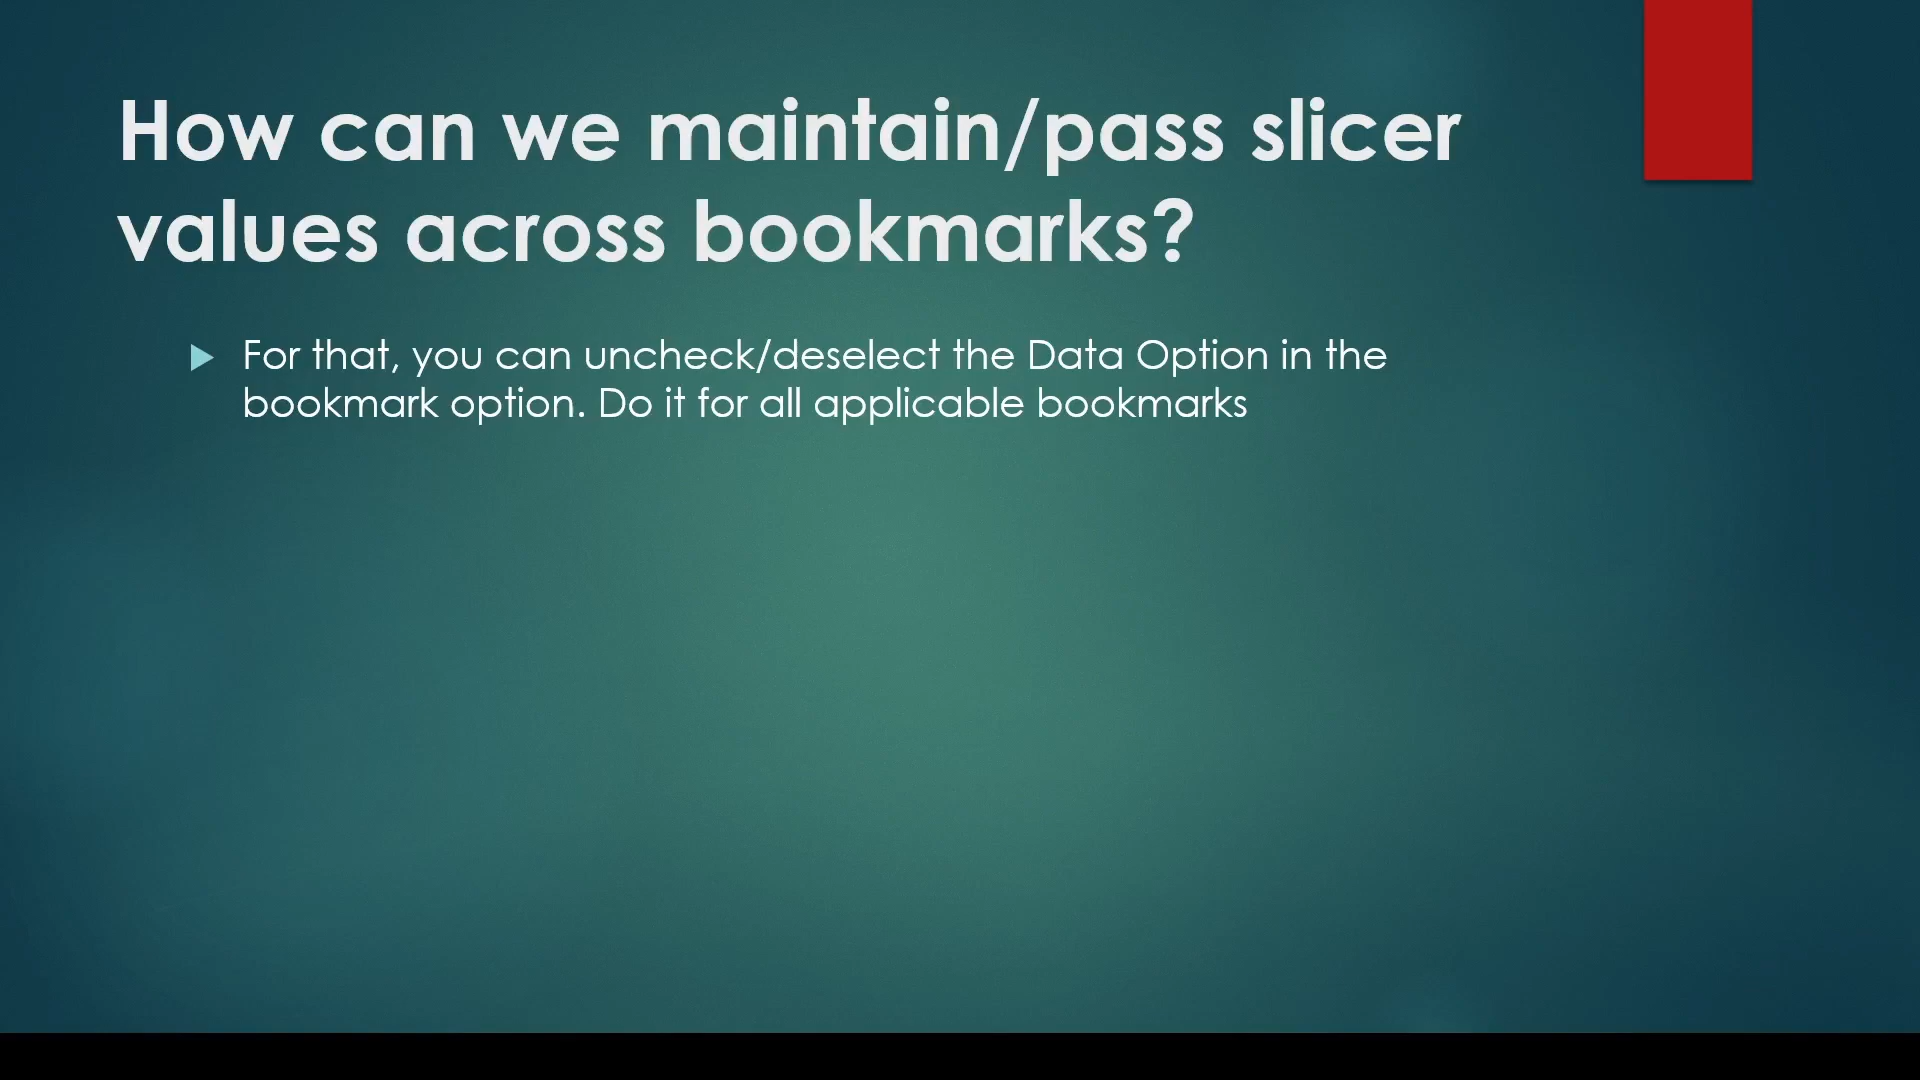 How can we maintain/pass slicer
values across bookmarks?
For that, you can uncheck/deselect the Data Option in the
bookmark option. Do it for all applicable bookmarks